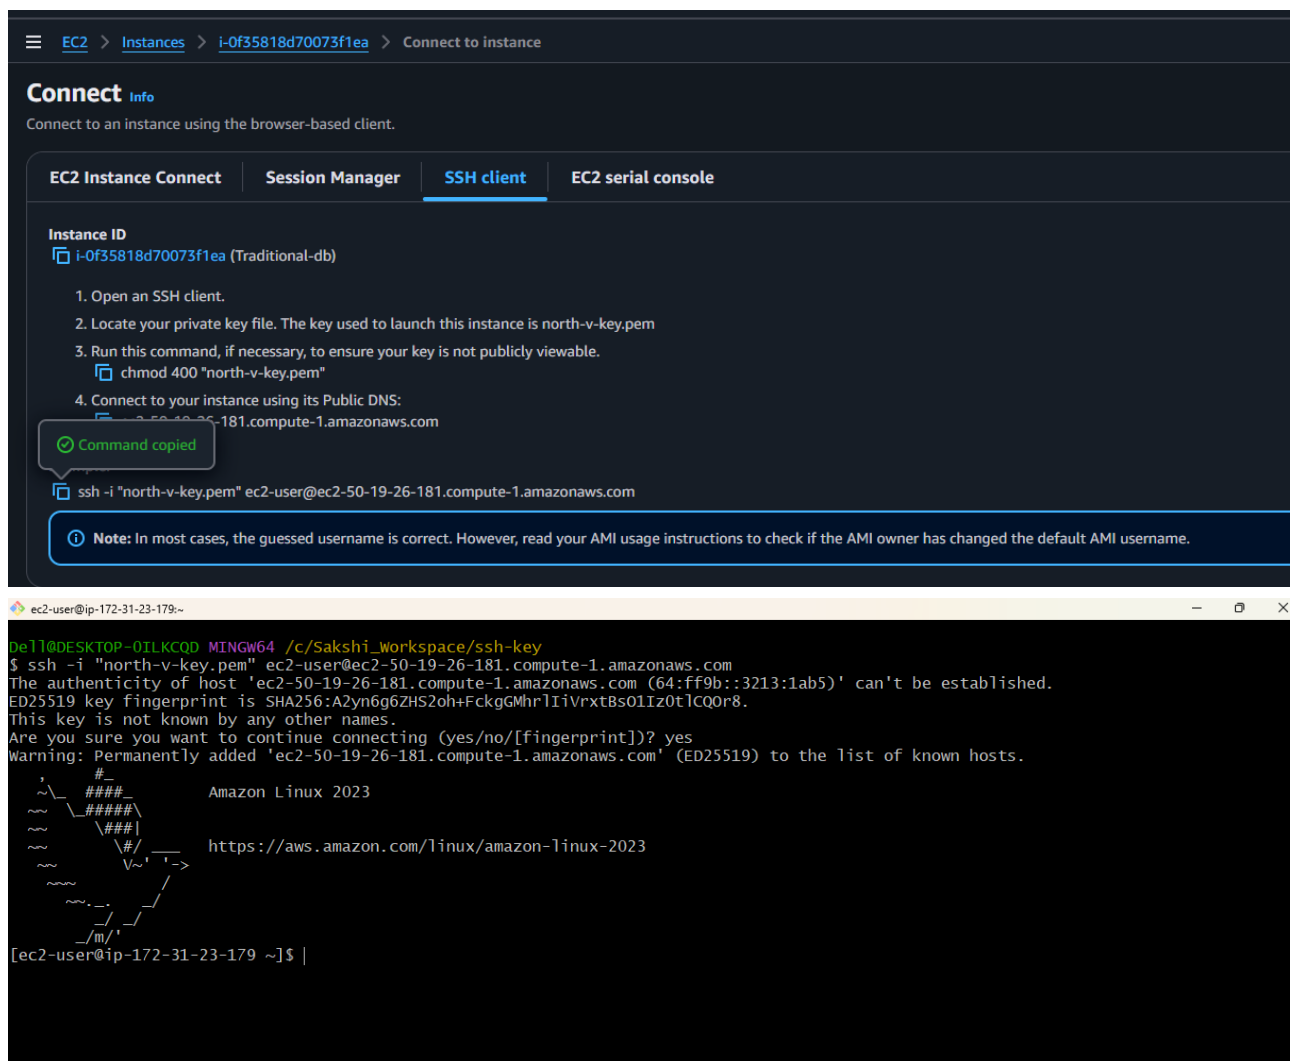 EC2 > Instances > i-0f35818d70073f1ea > Connect to instance
Connect Info
Connect to an instance using the browser-based client.
EC2 Instance Connect Session Manager SSH client EC2 serial console
Instance ID
i-0f35818d70073f1ea (Traditional-db)
1. Open an SSH client.
2. Locate your private key file. The key used to launch this instance is north-v-key.pem
3. Run this command, if necessary, to ensure your key is not publicly viewable.
chmod 400 "north-v-key.pem"
4. Connect to your instance using its Public DNS:
-181.compute-1.amazonaws.com
Command copied
ssh -i "north-v-key.pem" ec2-user@ec2-50-19-26-181.compute-1.amazonaws.com
Note: In most cases, the guessed username is correct. However, read your AMI usage instructions to check if the AMI owner has changed the default AMI username.
ec2-user@ip-172-31-23-179:~
Dell@DESKTOP-OILKCQD MINGW64 /c/Sakshi_Workspace/ssh-key
$ ssh -i "north-v-key.pem" ec2-user@ec2-50-19-26-181.compute-1.amazonaws.com
The authenticity of host 'ec2-50-19-26-181.compute-1.amazonaws.com (64:ff9b::3213:1ab5)' can't be established.
ED25519 key fingerprint is SHA256:A2yn6g6ZHS2oh+FckgGMhrlIiVrxtBsO1Iz0tlCQOr8.
This key is not known by any other names.
Are you sure you want to continue connecting (yes/no/[fingerprint])? yes
Warning: Permanently added 'ec2-50-19-26-181.compute-1.amazonaws.com' (ED25519) to the list of known hosts.
   ,     #_
   ~\_  ####_        Amazon Linux 2023
  ~~  \_#####\
  ~~     \###|
  ~~       \#/ ___   https://aws.amazon.com/linux/amazon-linux-2023
   ~~       V~' '->
    ~~~         /
      ~~._.   _/
         _/ _/
       _/m/'
[ec2-user@ip-172-31-23-179 ~]$